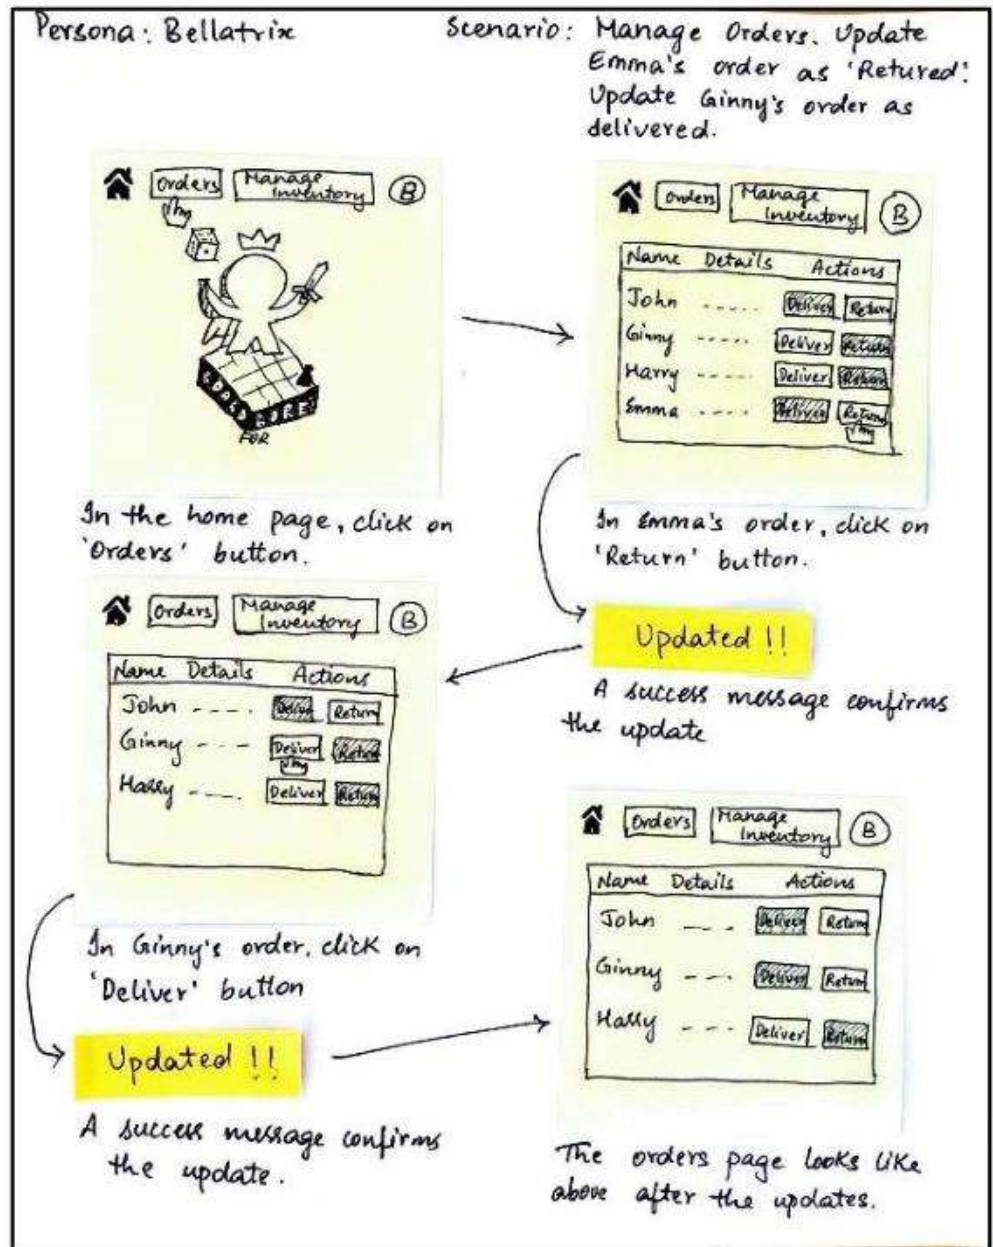 Persona: Bellatrix
Scenario: Manage Orders. Update
Emma's order as 'Retured'.
Update Ginny's order as
delivered.
Orders
Manage
Inventory
B
FOR
In the home page, click on
'Orders' button.
Orders
Manage
Inventory
B
Name Details Actions
John ----- Deliver Return
Ginny ----- Deliver Return
Harry ----- Deliver Return
Emma ---- Deliver Return
In Emma's order, click on
'Return' button.
Updated !!
A success message confirms
the update
Orders
Manage
Inventory
B
Name Details Actions
John ---- Return
Ginny --- Deliver Return
Harry ---- Deliver Return
In Ginny's order, click on
'Deliver' button
Updated !!
A success message confirms
the update.
Orders
Manage
Inventory
B
Name Details Actions
John --- Deliver Return
Ginny --- Deliver Return
Harry --- Deliver Return
The orders page looks like
above after the updates.